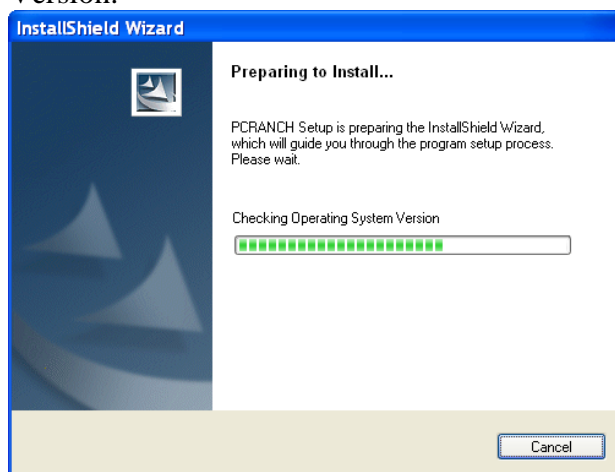 version.
InstallShield Wizard
Preparing to Install...
PCRANCH Setup is preparing the InstallShield Wizard,
which will guide you through the program setup process.
Please wait.
Checking Operating System Version
Cancel